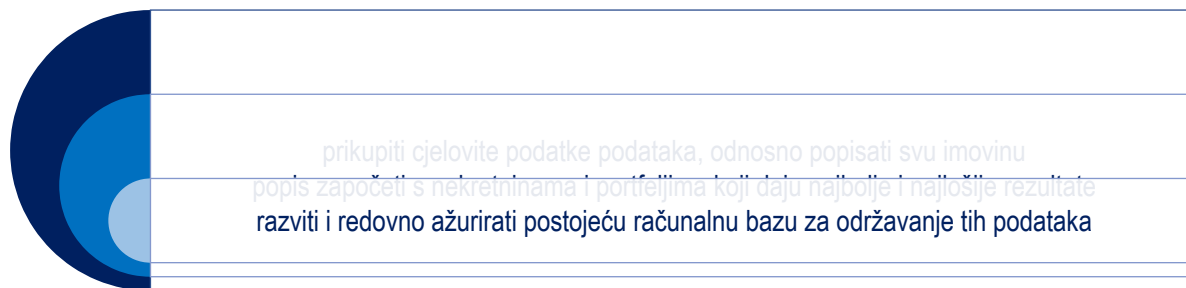 prikupiti cjelovite podatke podataka, odnosno popisati svu imovinu
popis započeti s nekretninama i portfeljima koji daju najbolje i najlošije rezultate
razviti i redovno ažurirati postojeću računalnu bazu za održavanje tih podataka